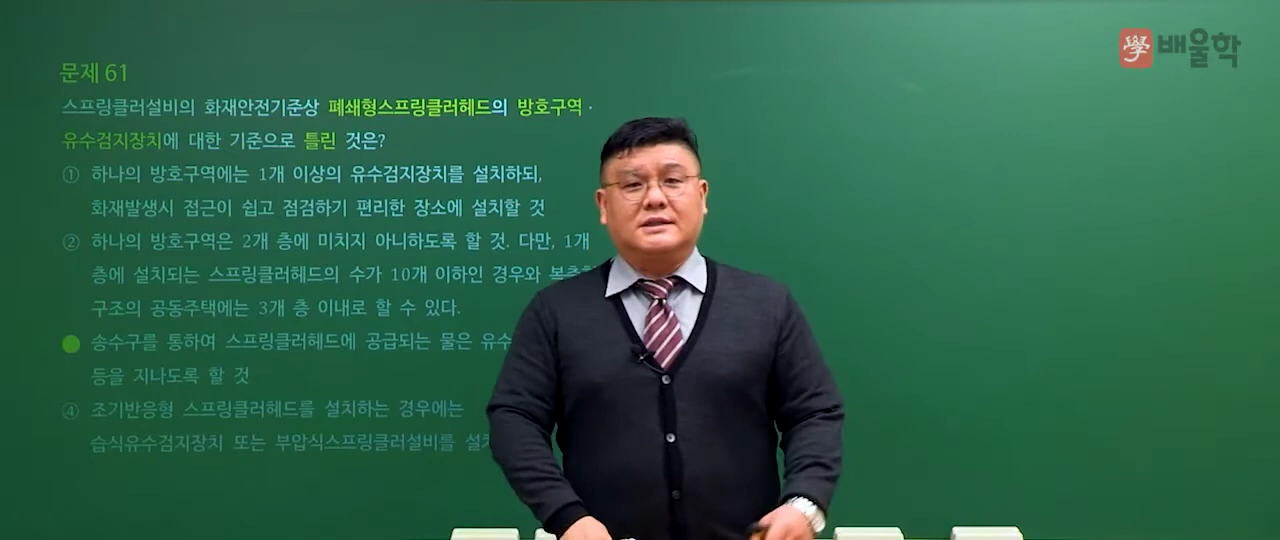 學 배울학
문제 61
스프링클러설비의 화재안전기준상 폐쇄형스프링클러헤드의 방호구역 ·
유수검지장치에 대한 기준으로 틀린 것은?
① 하나의 방호구역에는 1개 이상의 유수검지장치를 설치하되,
화재발생시 접근이 쉽고 점검하기 편리한 장소에 설치할 것
② 하나의 방호구역은 2개 층에 미치지 아니하도록 할 것. 다만, 1개
층에 설치되는 스프링클러헤드의 수가 10개 이하인 경우와
구조의 공동주택에는 3개 층 이내로 할 수 있다.
송수구를 통하여 스프링클러헤드에 공급되는 물은
등을 지나도록 할 것
④ 조기반응형 스프링클러헤드를 설치하는 경우에는
습식유수검지장치 또는 부압식스프링클러설비를